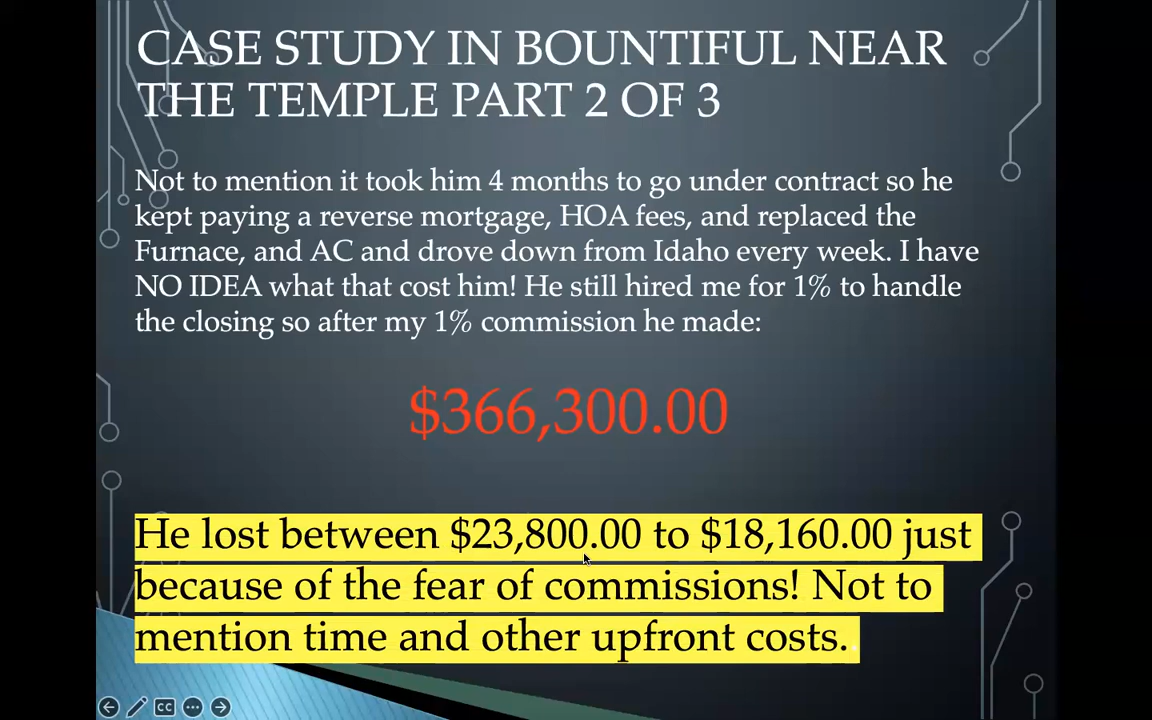 CASE STUDY IN BOUNTIFUL NEAR
THE TEMPLE PART 2 OF 3
Not to mention it took him 4 months to go under contract so he
kept paying a reverse mortgage, HOA fees, and replaced the
Furnace, and AC and drove down from Idaho every week. I have
NO IDEA what that cost him! He still hired me for 1% to handle
the closing so after my 1% commission he made:
$366,300.00
He lost between $23,800.00 to $18,160.00 just
because of the fear of commissions! Not to
mention time and other upfront costs.
CC